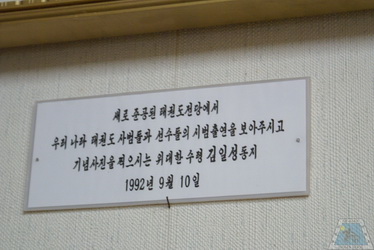 새로 준공된 태권도전당에서
우리 나라 태권도 사범들과 선수들의 시범출연을 보아주시고
기념사진을 찍으시는 위대한 수령 김일성동지
1992년 9월 10일